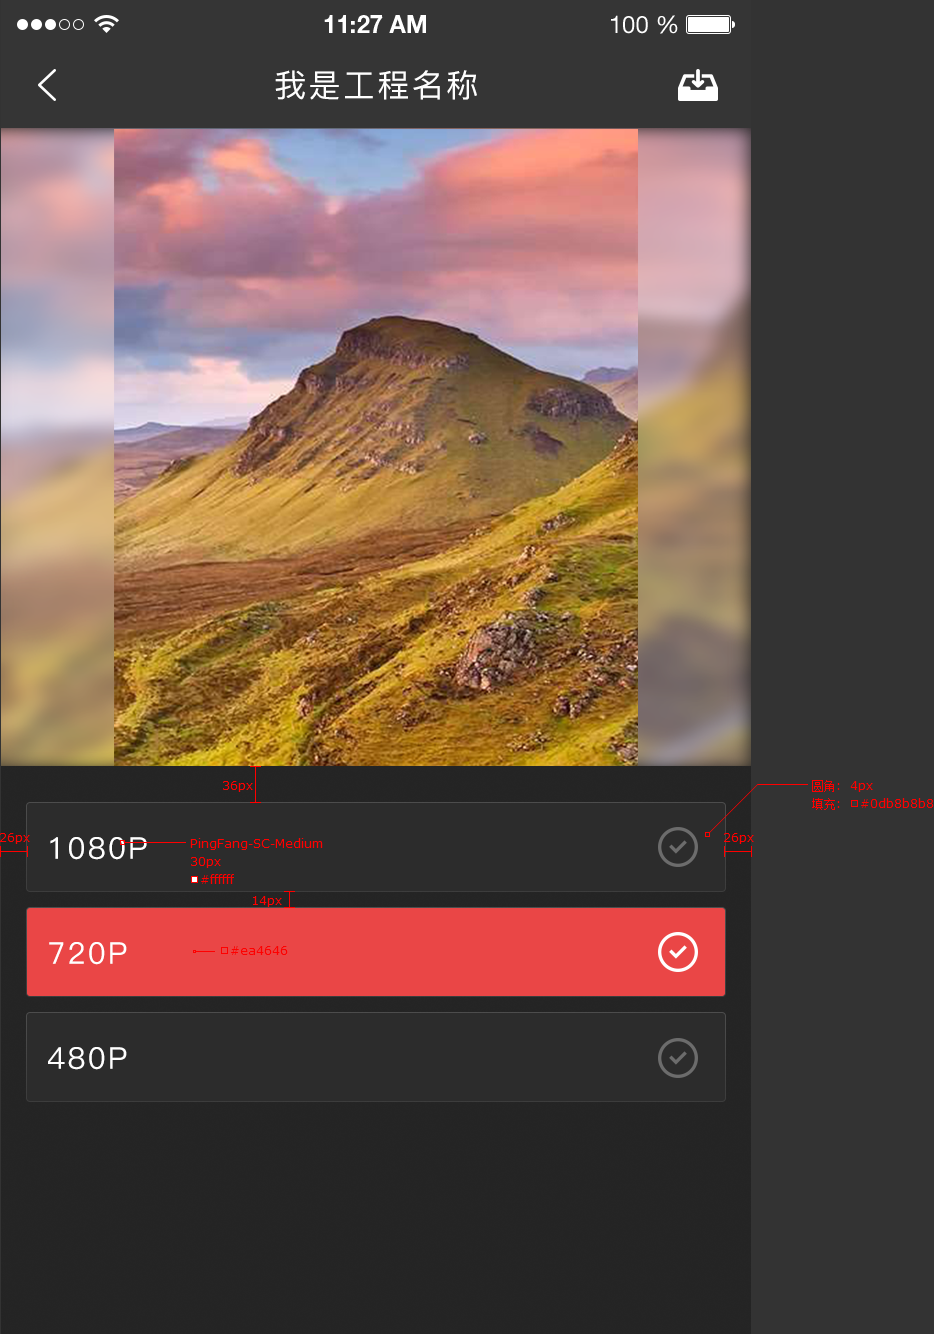 11:27 AM
100 %
我是工程名称
36px
圆角: 4px
填充: #0db8b8b8
26px
1080P
PingFang-SC-Medium
30px
#ffffff
26px
14px
720P
#ea4646
480P